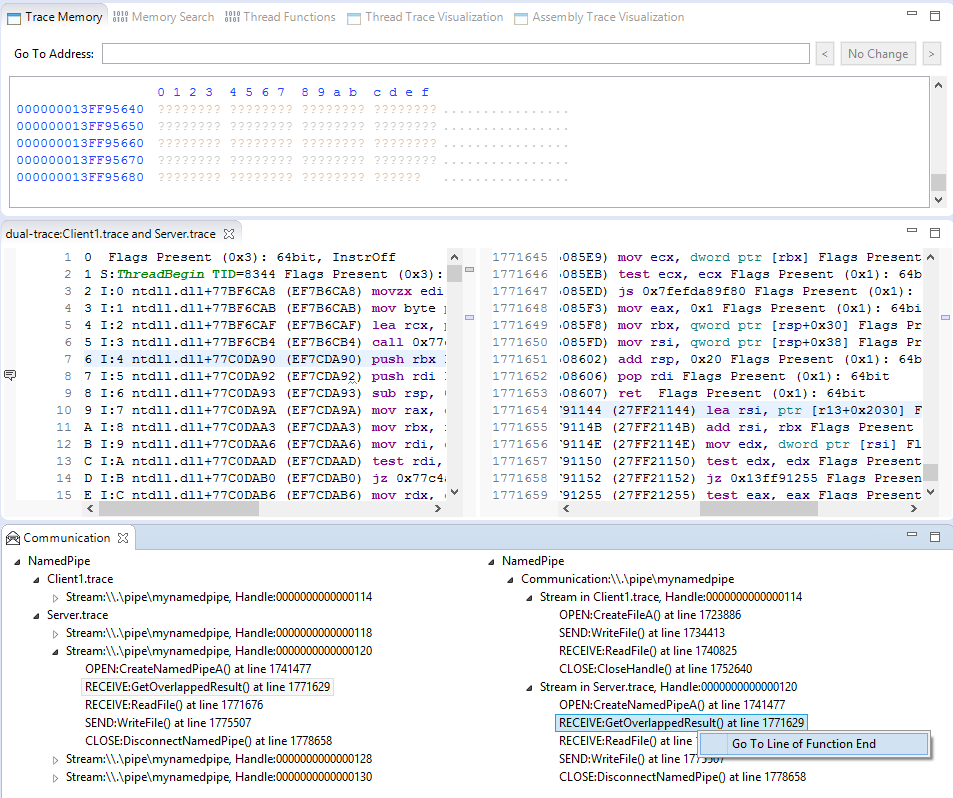 Trace Memory Memory Search Thread Functions Thread Trace Visualization Assembly Trace Visualization
Go To Address: < No Change >
0 1 2 3 4 5 6 7 8 9 a b c d e f
000000013FF95640 ???????? ???????? ???????? ???????? ................
000000013FF95650 ???????? ???????? ???????? ???????? ................
000000013FF95660 ???????? ???????? ???????? ???????? ................
000000013FF95670 ???????? ???????? ???????? ???????? ................
000000013FF95680 ???????? ???????? ???????? ?????? ................
dual-trace:Client1.trace and Server.trace
1 0 Flags Present (0x3): 64bit, InstrOff
2 1 S:ThreadBegin TID=8344 Flags Present (0x3):
3 2 I:0 ntdll.dll+77BF6CA8 (EF7B6CA8) movzx edi
4 3 I:1 ntdll.dll+77BF6CAB (EF7B6CAB) mov byte p
5 4 I:2 ntdll.dll+77BF6CAF (EF7B6CAF) lea rcx, p
6 5 I:3 ntdll.dll+77BF6CB4 (EF7B6CB4) call 0x77c
7 6 I:4 ntdll.dll+77C0DA90 (EF7CDA90) push rbx
8 7 I:5 ntdll.dll+77C0DA92 (EF7CDA92) push rdi
9 8 I:6 ntdll.dll+77C0DA93 (EF7CDA93) sub rsp,
10 9 I:7 ntdll.dll+77C0DA9A (EF7CDA9A) mov rax,
11 A I:8 ntdll.dll+77C0DAA3 (EF7CDAA3) mov rbx,
12 B I:9 ntdll.dll+77C0DAA6 (EF7CDAA6) mov rdi,
13 C I:A ntdll.dll+77C0DAAD (EF7CDAAD) test rdi,
14 D I:B ntdll.dll+77C0DAB0 (EF7CDAB0) jz 0x77c4
15 E I:C ntdll.dll+77C0DAB6 (EF7CDAB6) mov rdx,
1771645 085E9) mov ecx, dword ptr [rbx] Flags Present
1771646 085EB) test ecx, ecx Flags Present (0x1): 64b
1771647 085ED) js 0x7fefda89f80 Flags Present (0x1):
1771648 085F3) mov eax, 0x1 Flags Present (0x1): 64bi
1771649 085F8) mov rbx, qword ptr [rsp+0x30] Flags Pr
1771650 085FD) mov rsi, qword ptr [rsp+0x38] Flags Pr
1771651 08602) add rsp, 0x20 Flags Present (0x1): 64b
1771652 08606) pop rdi Flags Present (0x1): 64bit
1771653 08607) ret Flags Present (0x1): 64bit
1771654 91144 (27FF21144) lea rsi, ptr [r13+0x2030] F
1771655 9114B (27FF2114B) add rsi, rbx Flags Present
1771656 9114E (27FF2114E) mov edx, dword ptr [rsi] Fl
1771657 91150 (27FF21150) test edx, edx Flags Present
1771658 91152 (27FF21152) jz 0x13ff91255 Flags Presen
1771659 91255 (27FF21255) test eax, eax Flags Present
Communication
NamedPipe
Client1.trace
Stream:\\.\pipe\mynamedpipe, Handle:0000000000000114
Server.trace
Stream:\\.\pipe\mynamedpipe, Handle:0000000000000118
Stream:\\.\pipe\mynamedpipe, Handle:0000000000000120
OPEN:CreateNamedPipeA() at line 1741477
RECEIVE:GetOverlappedResult() at line 1771629
RECEIVE:ReadFile() at line 1771676
SEND:WriteFile() at line 1775507
CLOSE:DisconnectNamedPipe() at line 1778658
Stream:\\.\pipe\mynamedpipe, Handle:0000000000000128
Stream:\\.\pipe\mynamedpipe, Handle:0000000000000130
NamedPipe
Communication:\\.\pipe\mynamedpipe
Stream in Client1.trace, Handle:0000000000000114
OPEN:CreateFileA() at line 1723886
SEND:WriteFile() at line 1734413
RECEIVE:ReadFile() at line 1740825
CLOSE:CloseHandle() at line 1752640
Stream in Server.trace, Handle:0000000000000120
OPEN:CreateNamedPipeA() at line 1741477
RECEIVE:GetOverlappedResult() at line 1771629
RECEIVE:ReadFile() at line
Go To Line of Function End
SEND:WriteFile() at line 1775507
CLOSE:DisconnectNamedPipe() at line 1778658